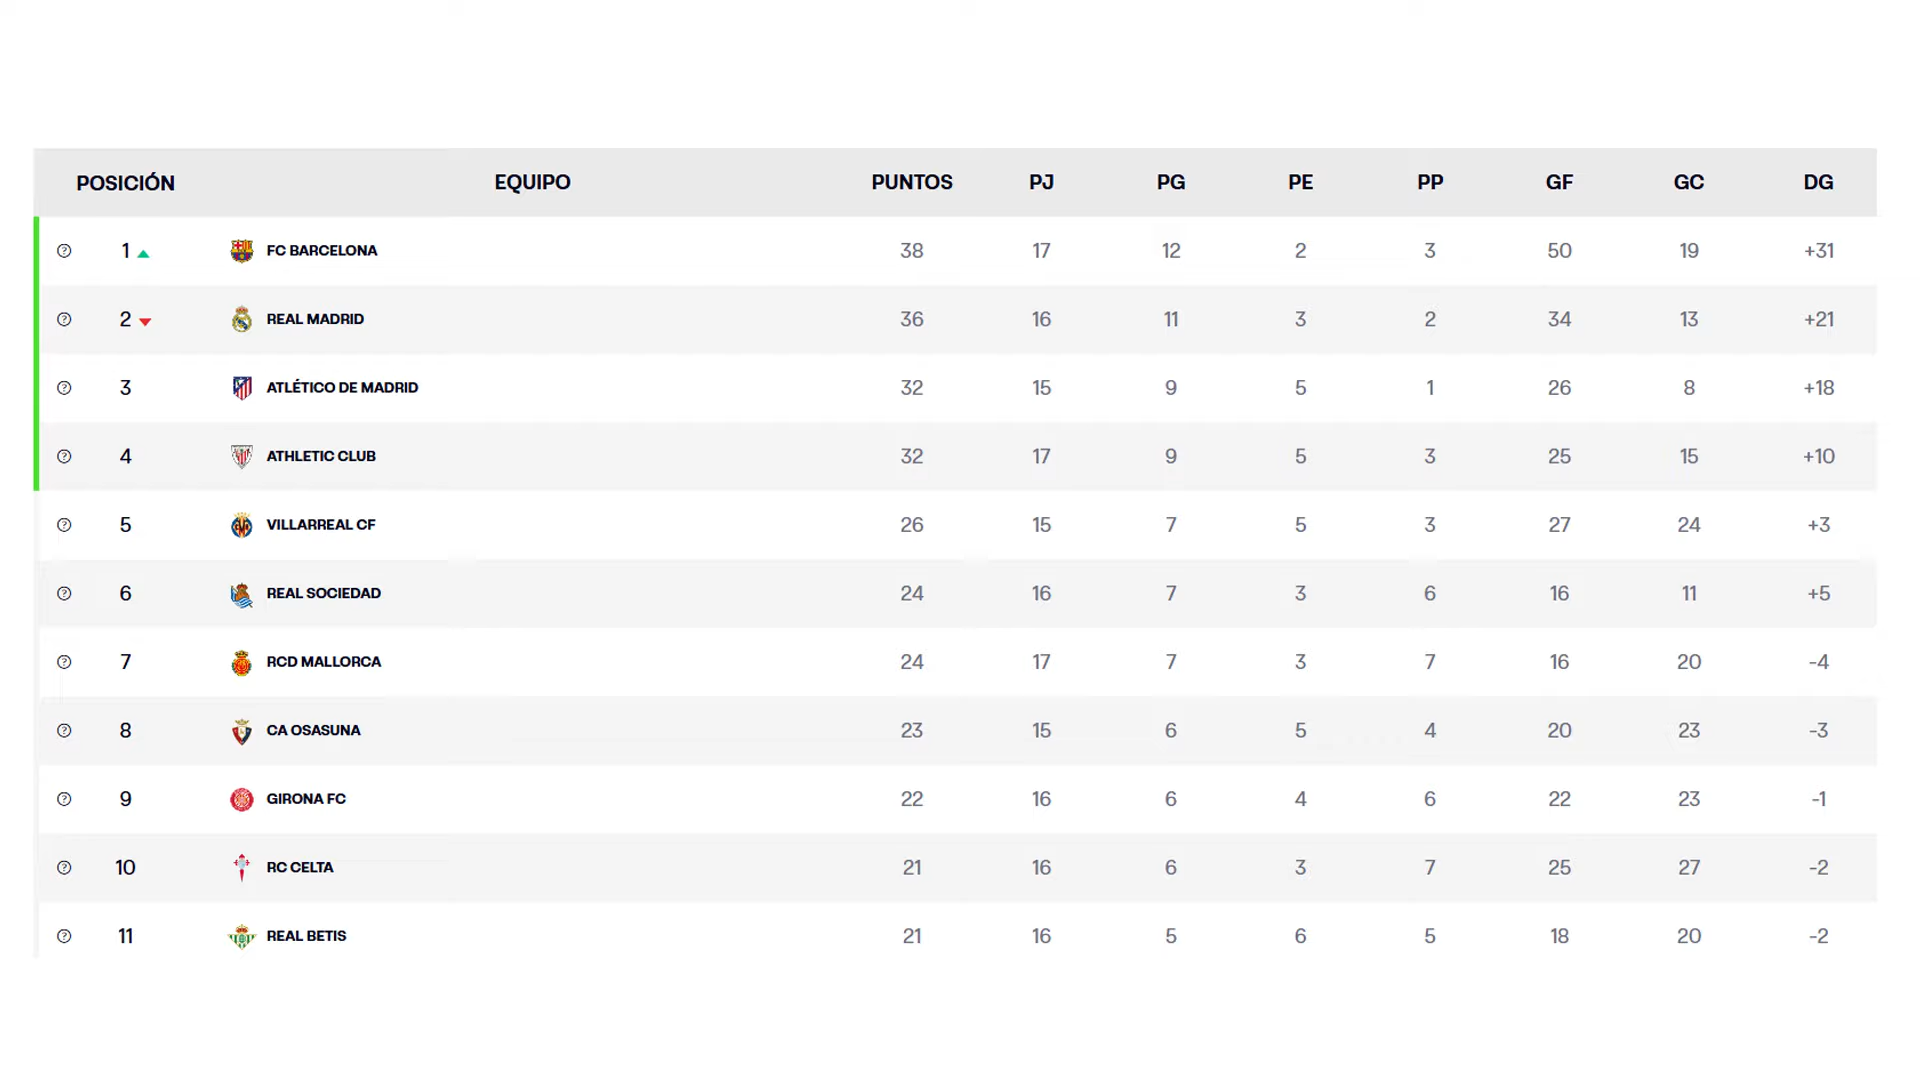 POSICIÓN EQUIPO PUNTOS PJ PG PE PP GF GC DG
1 FC BARCELONA 38 17 12 2 3 50 19 +31
2 REAL MADRID 36 16 11 3 2 34 13 +21
3 ATLÉTICO DE MADRID 32 15 9 5 1 26 8 +18
4 ATHLETIC CLUB 32 17 9 5 3 25 15 +10
5 VILLARREAL CF 26 15 7 5 3 27 24 +3
6 REAL SOCIEDAD 24 16 7 3 6 16 11 +5
7 RCD MALLORCA 24 17 7 3 7 16 20 -4
8 CA OSASUNA 23 15 6 5 4 20 23 -3
9 GIRONA FC 22 16 6 4 6 22 23 -1
10 RC CELTA 21 16 6 3 7 25 27 -2
11 REAL BETIS 21 16 5 6 5 18 20 -2